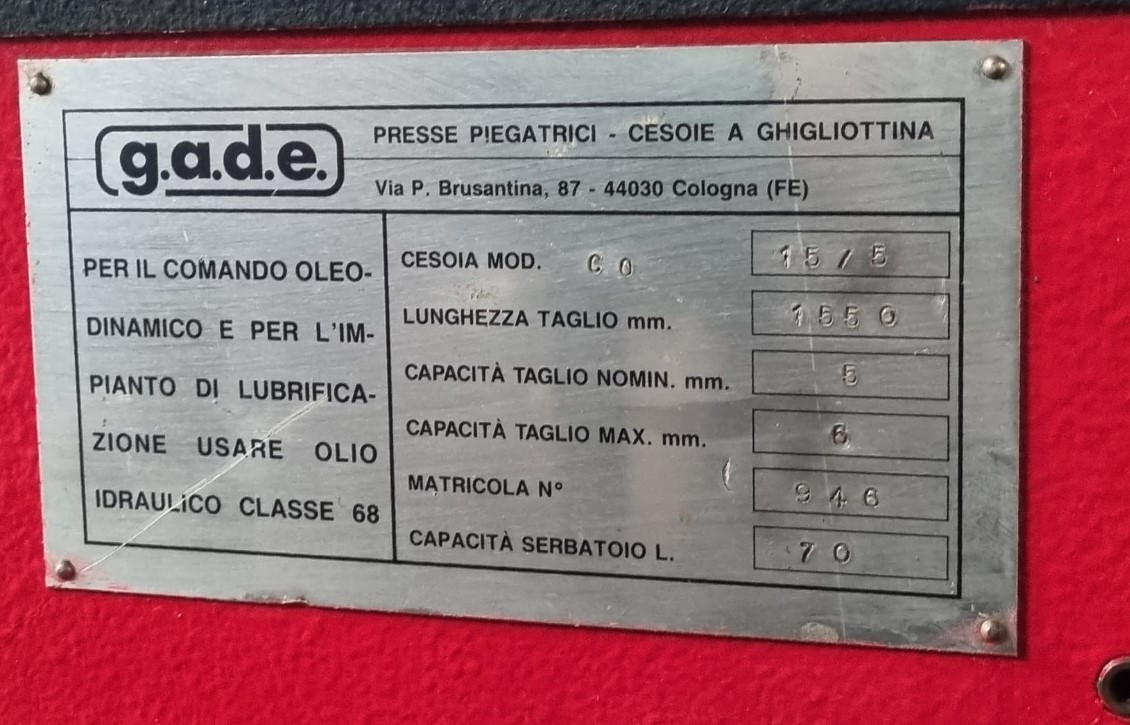 g.a.d.e.
PRESSE PIEGATRICI - CESOIE A GHIGLIOTTINA
Via P. Brusantina, 87 - 44030 Cologna (FE)
PER IL COMANDO OLEO-
DINAMICO E PER L'IM-
PIANTO DI LUBRIFICA-
ZIONE USARE OLIO
IDRAULICO CLASSE 68
CESOIA MOD. CO 15/5
LUNGHEZZA TAGLIO mm. 1550
CAPACITÀ TAGLIO NOMIN. mm. 5
CAPACITÀ TAGLIO MAX. mm. 6
MATRICOLA N° 946
CAPACITÀ SERBATOIO L. 70